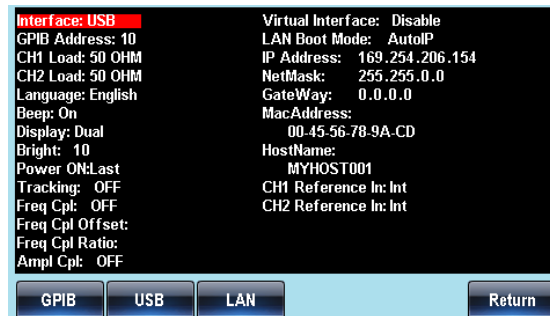 Interface: USB
GPIB Address: 10
CH1 Load: 50 OHM
CH2 Load: 50 OHM
Language: English
Beep: On
Display: Dual
Bright: 10
Power ON:Last
Tracking: OFF
Freq Cpl: OFF
Freq Cpl Offset:
Freq Cpl Ratio:
Ampl Cpl: OFF
Virtual Interface: Disable
LAN Boot Mode: AutoIP
IP Address: 169.254.206.154
NetMask: 255.255.0.0
GateWay: 0.0.0.0
MacAddress:
00-45-56-78-9A-CD
HostName:
MYHOST001
CH1 Reference In: Int
CH2 Reference In: Int
GPIB USB LAN Return